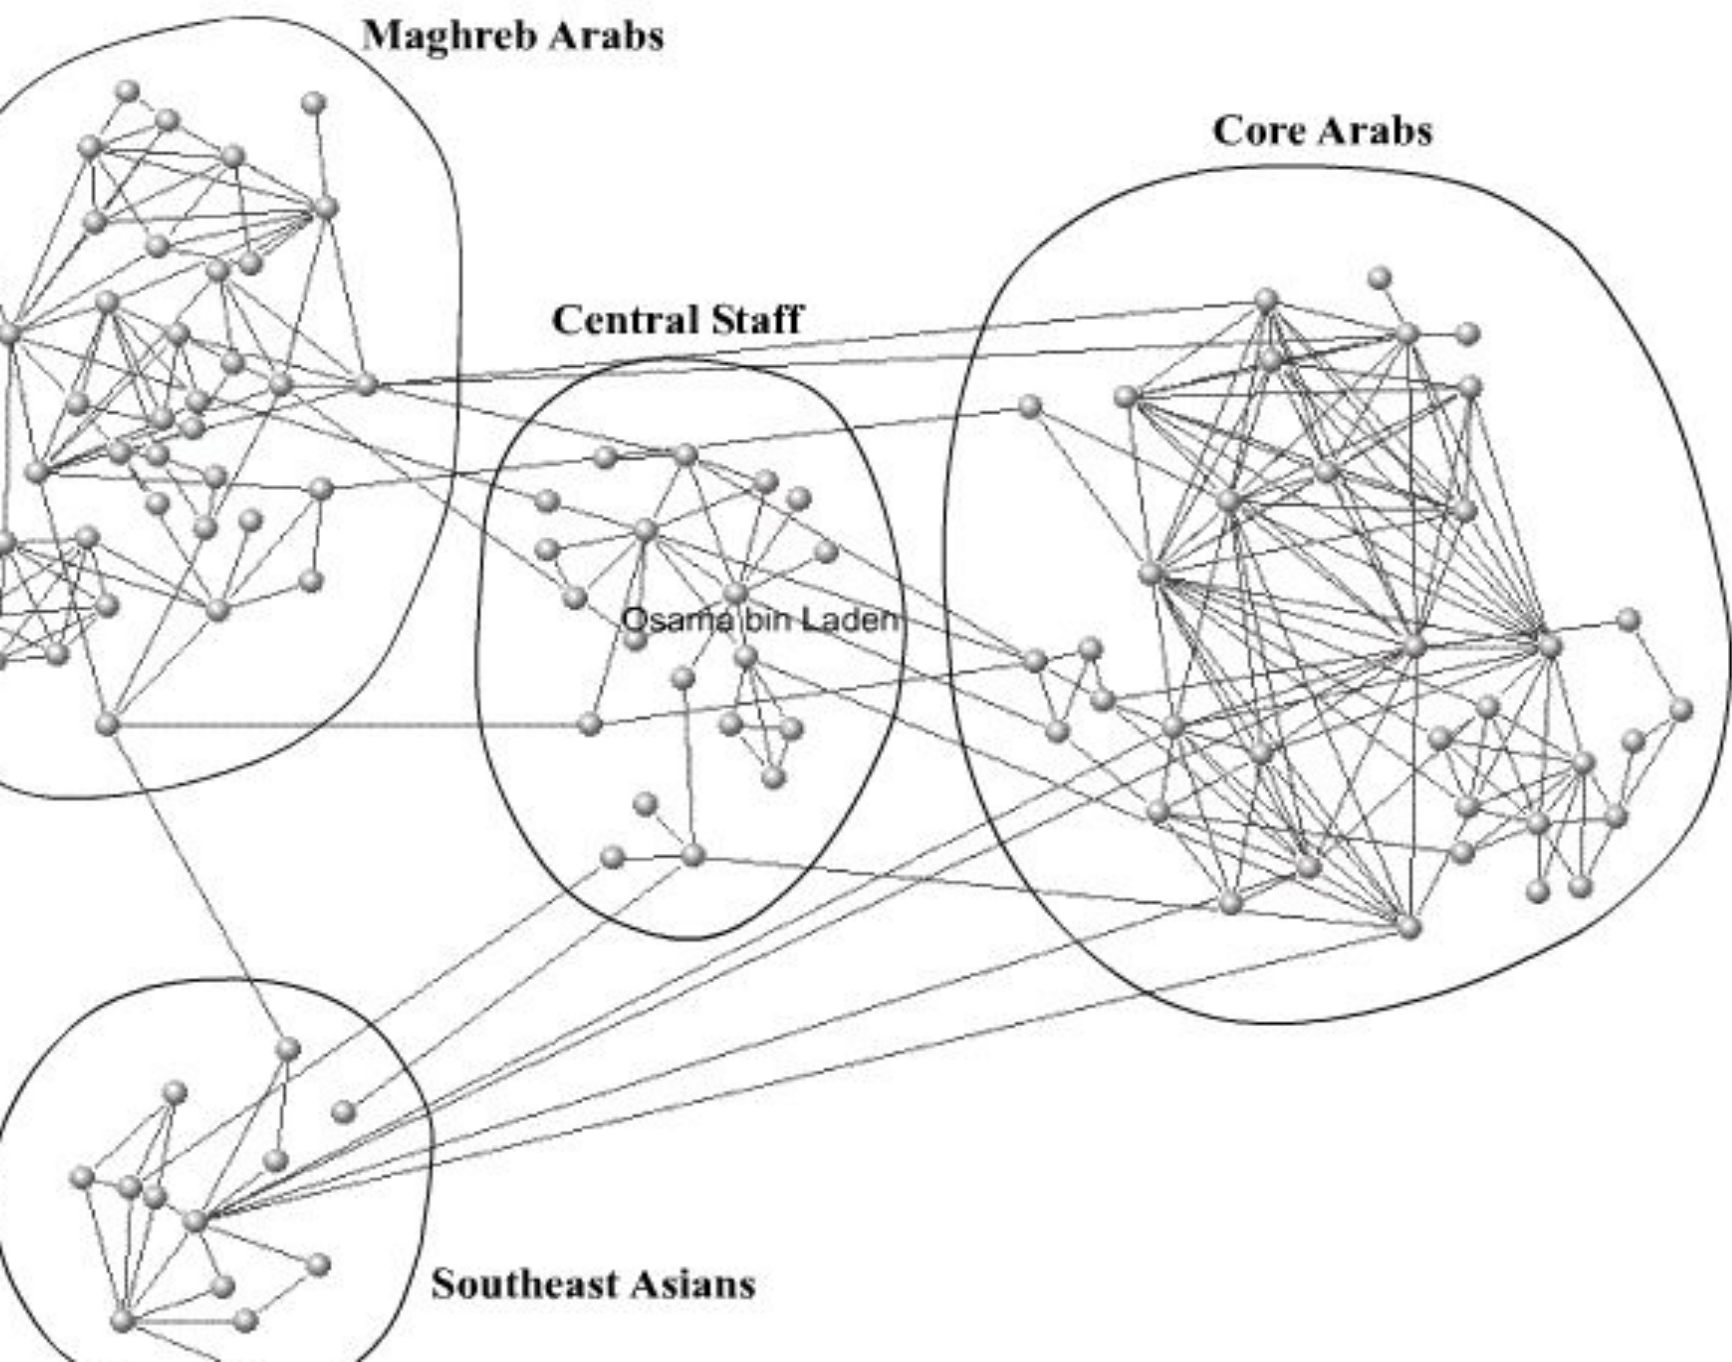 Maghreb Arabs
Core Arabs
Central Staff
Osama bin Laden
Southeast Asians